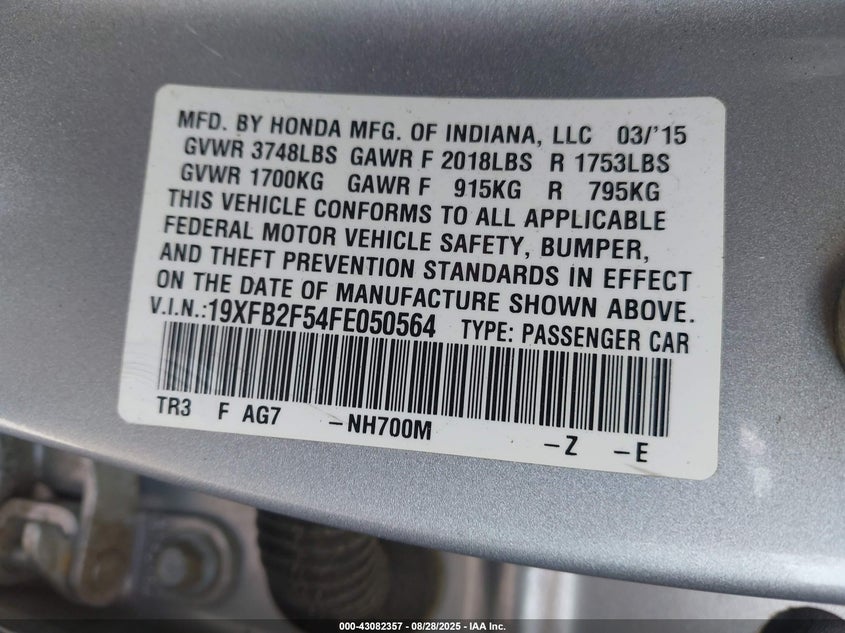 MFD. BY HONDA MFG. OF INDIANA, LLC 03/'15
GVWR 3748LBS GAWR F 2018LBS R 1753LBS
GVWR 1700KG GAWR F 915KG R 795KG
THIS VEHICLE CONFORMS TO ALL APPLICABLE
FEDERAL MOTOR VEHICLE SAFETY, BUMPER,
AND THEFT PREVENTION STANDARDS IN EFFECT
ON THE DATE OF MANUFACTURE SHOWN ABOVE.
V.I.N.:19XFB2F54FE050564 TYPE: PASSENGER CAR
TR3 F AG7 -NH700M -Z -E
000-43082357 - 08/28/2025 - IAA Inc.